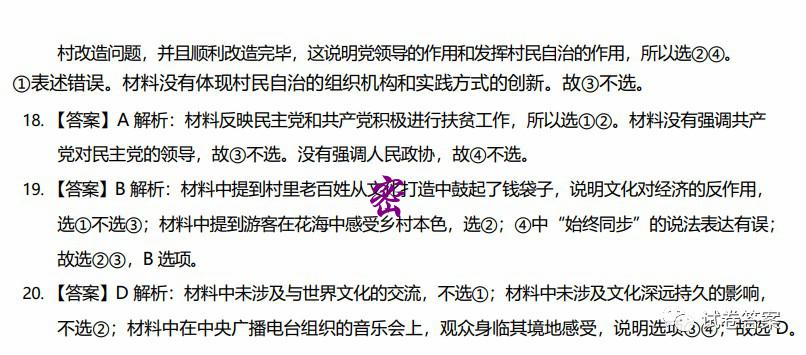 村改造问题，并且顺利改造完毕，这说明党领导的作用和发挥村民自治的作用，所以选②④。
①表述错误。材料没有体现村民自治的组织机构和实践方式的创新。故③不选。
18. 【答案】A 解析：材料反映民主党和共产党积极进行扶贫工作，所以选①②。材料没有强调共产
党对民主党的领导，故③不选。没有强调人民政协，故④不选。
19. 【答案】B 解析：材料中提到村里老百姓从文化打造中鼓起了钱袋子，说明文化对经济的反作用，
选①不选③；材料中提到游客在花海中感受乡村本色，选②；④中“始终同步”的说法表达有误；
故选②③，B 选项。
密
20. 【答案】D 解析：材料中未涉及与世界文化的交流，不选①；材料中未涉及文化深远持久的影响，
不选②；材料中在中央广播电台组织的音乐会上，观众身临其境地感受，说明选项③④，故选 D。
试卷答案